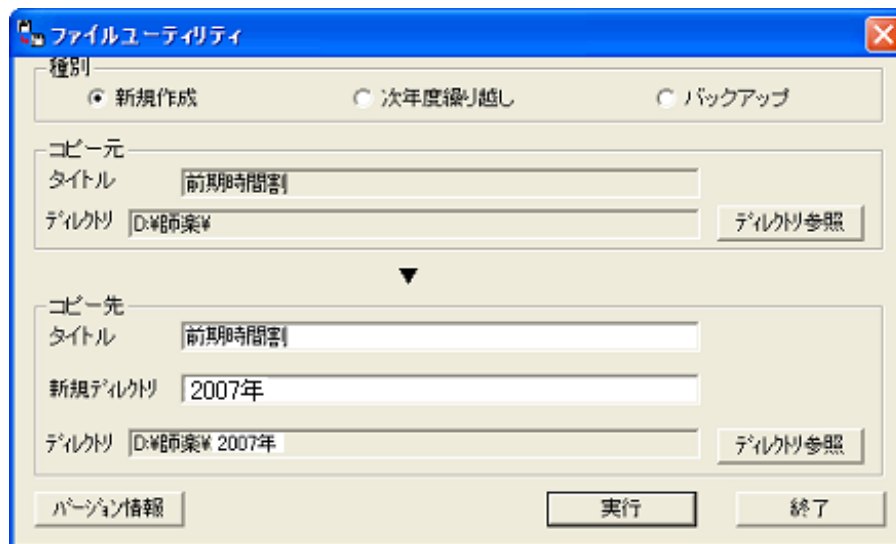 ファイルユーティリティ
種別
新規作成 次年度繰り越し バックアップ
コピー元
タイトル 前期時間割
ディレクトリ D:¥師楽¥ ディレクトリ参照
▼
コピー先
タイトル 前期時間割
新規ディレクトリ 2007年
ディレクトリ D:¥師楽¥ 2007年 ディレクトリ参照
バージョン情報 実行 終了